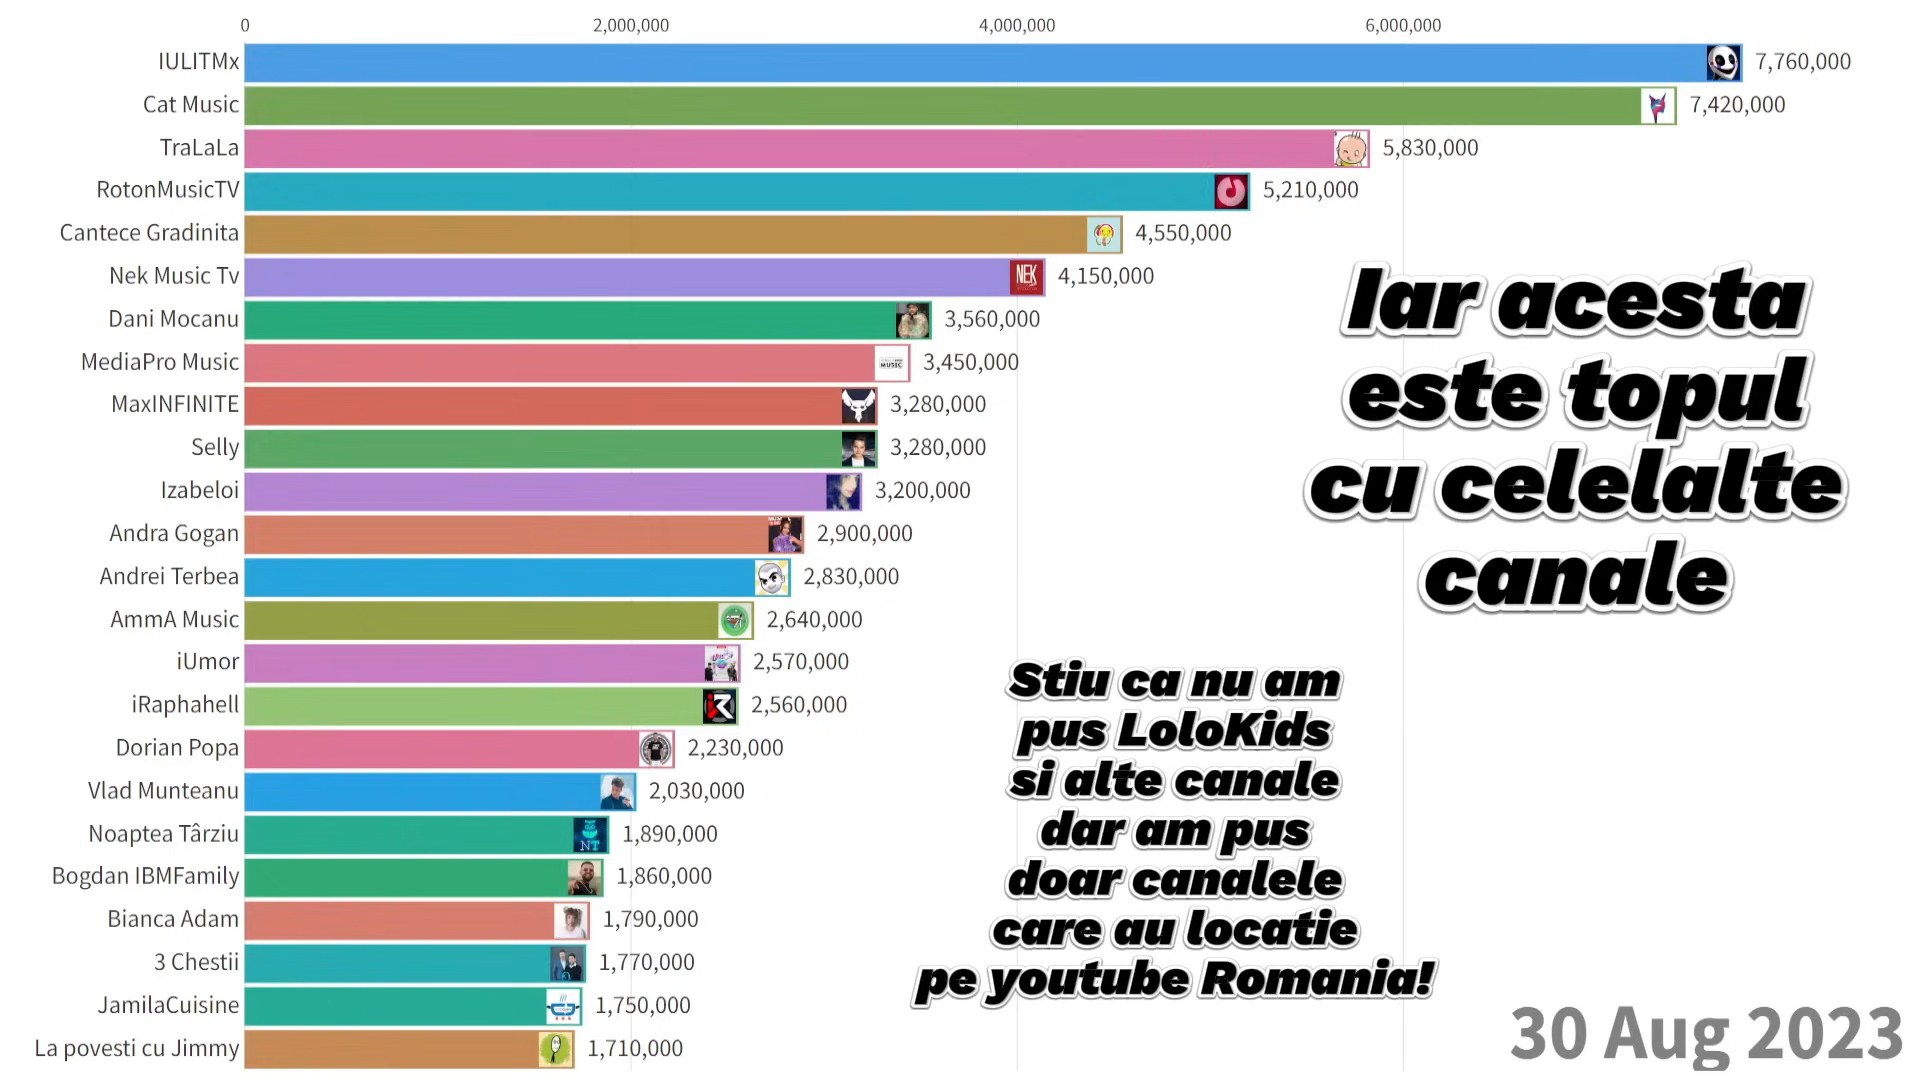 0 2,000,000 4,000,000 6,000,000
IULITMx 7,760,000
Cat Music 7,420,000
TraLaLa 5,830,000
RotonMusicTV 5,210,000
Cantece Gradinita 4,550,000
Nek Music Tv NEK 4,150,000
Dani Mocanu 3,560,000
MediaPro Music MUSIC 3,450,000
MaxINFINITE 3,280,000
Selly 3,280,000
Izabeloi 3,200,000
Andra Gogan 2,900,000
Andrei Terbea 2,830,000
AmmA Music 2,640,000
iUmor 2,570,000
iRaphahell iR 2,560,000
Dorian Popa 2,230,000
Vlad Munteanu 2,030,000
Noaptea Târziu NT 1,890,000
Bogdan IBMFamily 1,860,000
Bianca Adam 1,790,000
3 Chestii 1,770,000
JamilaCuisine 1,750,000
La povesti cu Jimmy 1,710,000
Iar acesta
este topul
cu celelalte
canale
Stiu ca nu am
pus LoloKids
si alte canale
dar am pus
doar canalele
care au locatie
pe youtube Romania!
30 Aug 2023